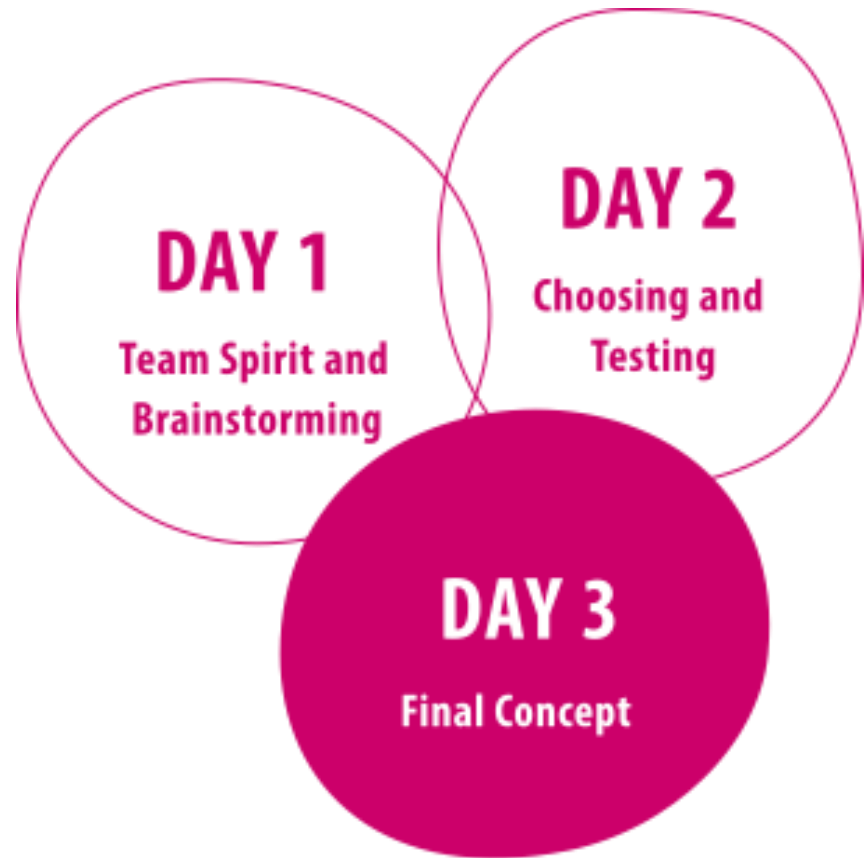 DAY 1
Team Spirit and
Brainstorming
DAY 2
Choosing and
Testing
DAY 3
Final Concept